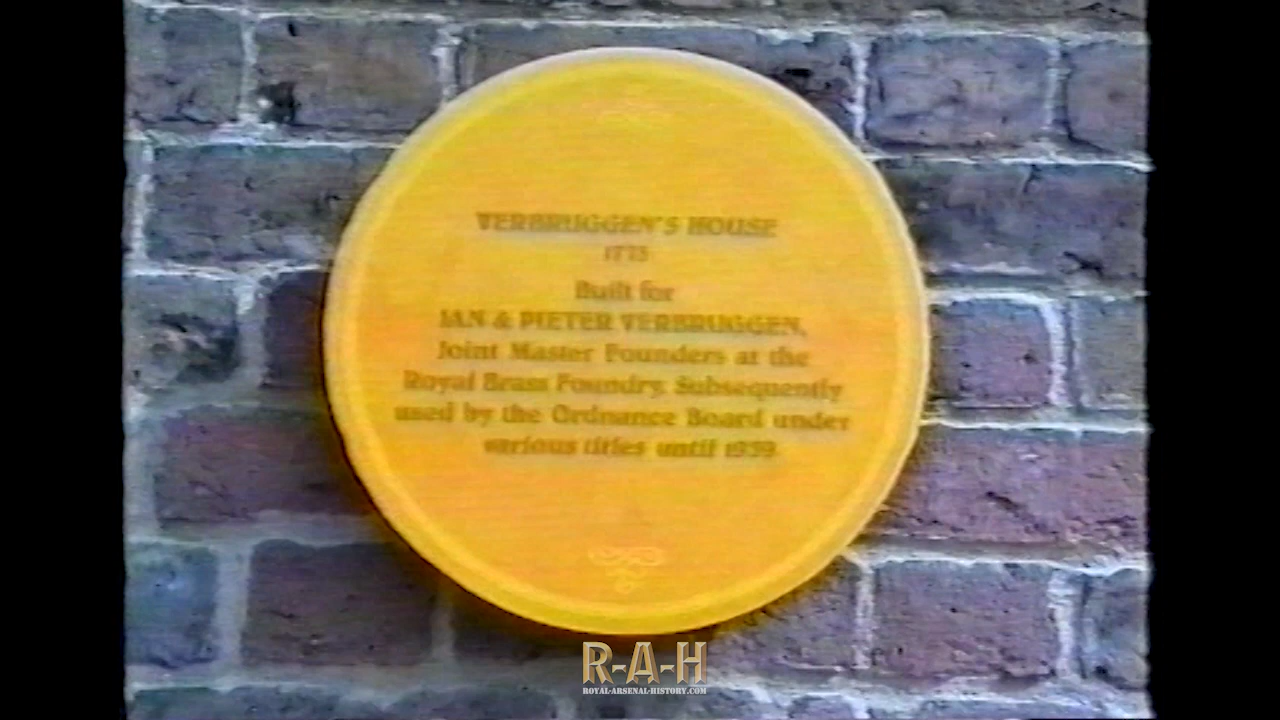 VERBRUGGEN'S HOUSE
1773
Built for
JAN & PIETER VERBRUGGEN,
Joint Master Founders at the
Royal Brass Foundry. Subsequently
used by the Ordnance Board under
various titles until 1959.
R-A-H
ROYAL-ARSENAL-HISTORY.COM